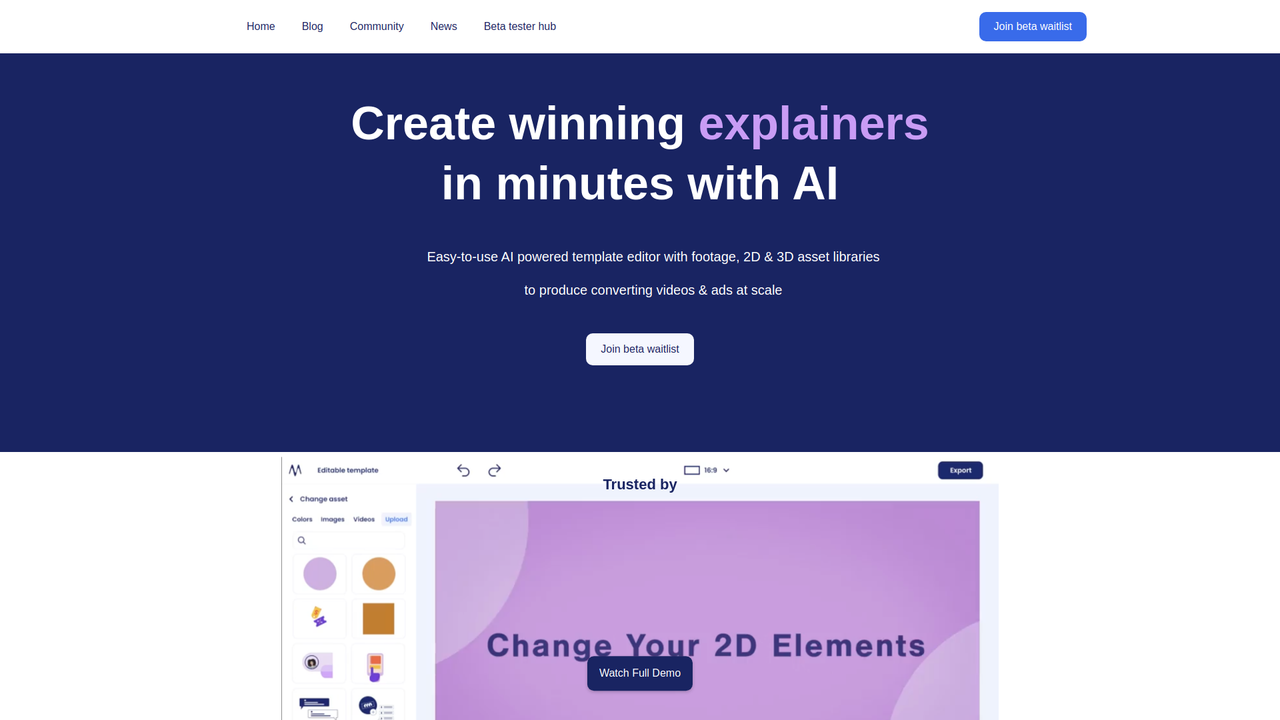 Home Blog Community News Beta tester hub Join beta waitlist
Create winning explainers
in minutes with AI
Easy-to-use AI powered template editor with footage, 2D & 3D asset libraries
to produce converting videos & ads at scale
Join beta waitlist
Editable template 16:9 Export
Trusted by
Change asset
Colors Images Videos Upload
Change Your 2D Elements
Watch Full Demo